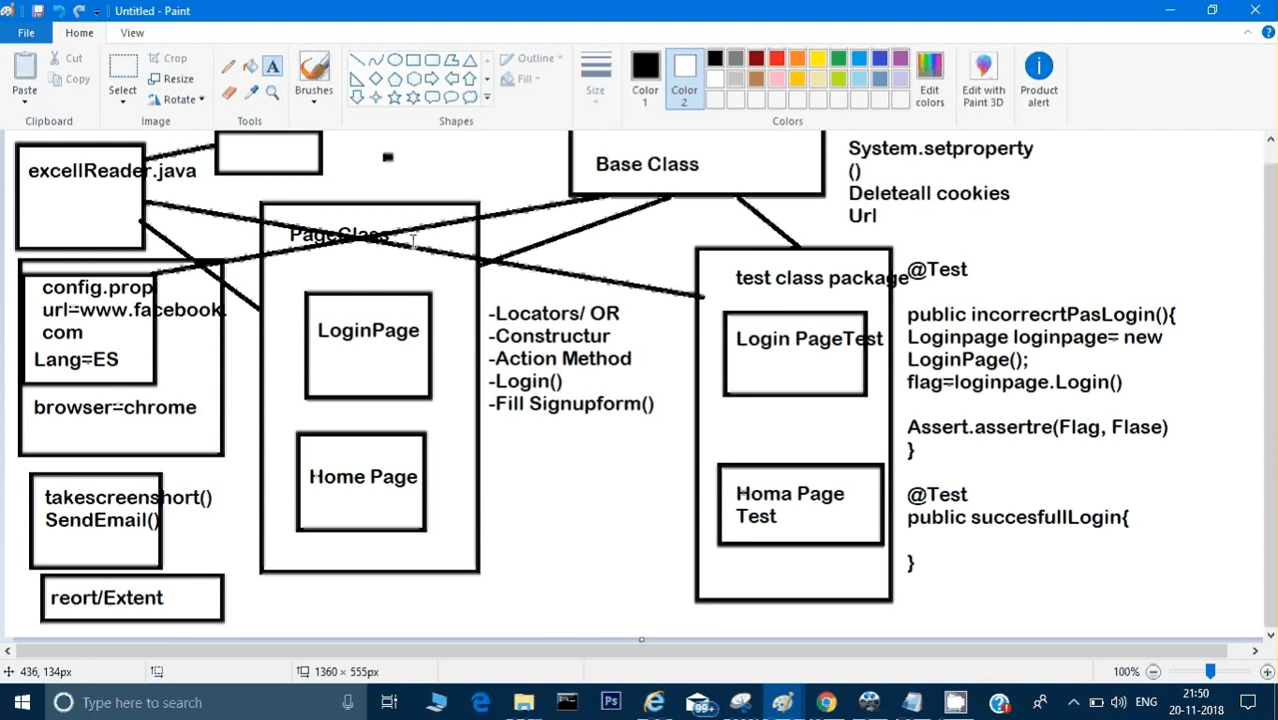 Untitled - Paint
File
Home
View
Paste
Cut
Copy
Clipboard
Select
Crop
Resize
Rotate
Image
Tools
Brushes
Shapes
Outline
Fill
Size
Color
1
Color
2
Colors
Edit
colors
Edit with
Paint 3D
Product
alert
excellReader.java
Base Class
System.setproperty
()
Deleteall cookies
Url
PageClass
config.prop
url=www.facebook.
com
Lang=ES
browser=chrome
takescreenshort()
SendEmail()
reort/Extent
LoginPage
Home Page
-Locators/ OR
-Constructur
-Action Method
-Login()
-Fill Signupform()
test class package
Login PageTest
Homa Page
Test
@Test
public incorrecrtPasLogin(){
Loginpage loginpage= new
LoginPage();
flag=loginpage.Login()
Assert.assertre(Flag, Flase)
}
@Test
public succesfullLogin{
}
436, 134px
1360 × 555px
100%
Type here to search
99+
ENG
21:50
20-11-2018